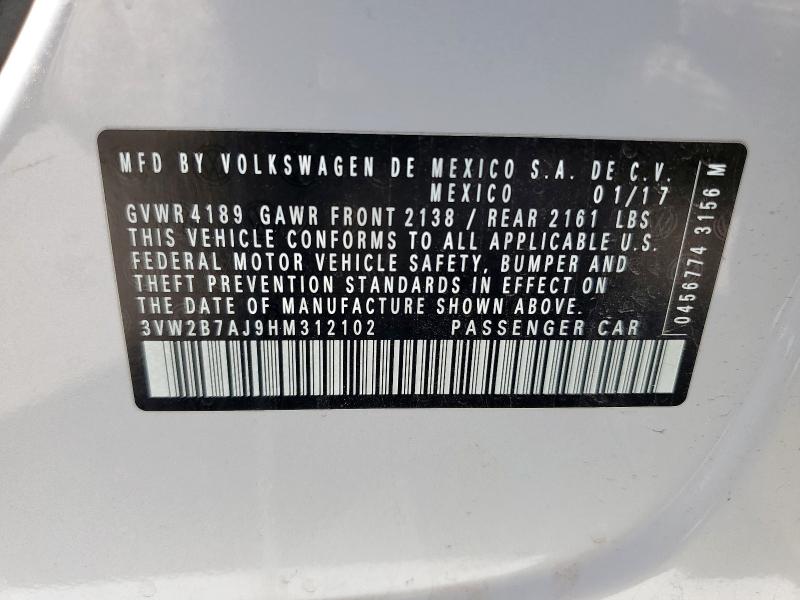 MFD BY VOLKSWAGEN DE MEXICO S.A. DE C.V.
MEXICO 01/17
GVWR 4189 GAWR FRONT 2138 / REAR 2161 LBS
THIS VEHICLE CONFORMS TO ALL APPLICABLE U.S.
FEDERAL MOTOR VEHICLE SAFETY, BUMPER AND
THEFT PREVENTION STANDARDS IN EFFECT ON
THE DATE OF MANUFACTURE SHOWN ABOVE.
3VW2B7AJ9HM312102 PASSENGER CAR
0456774 3156 M